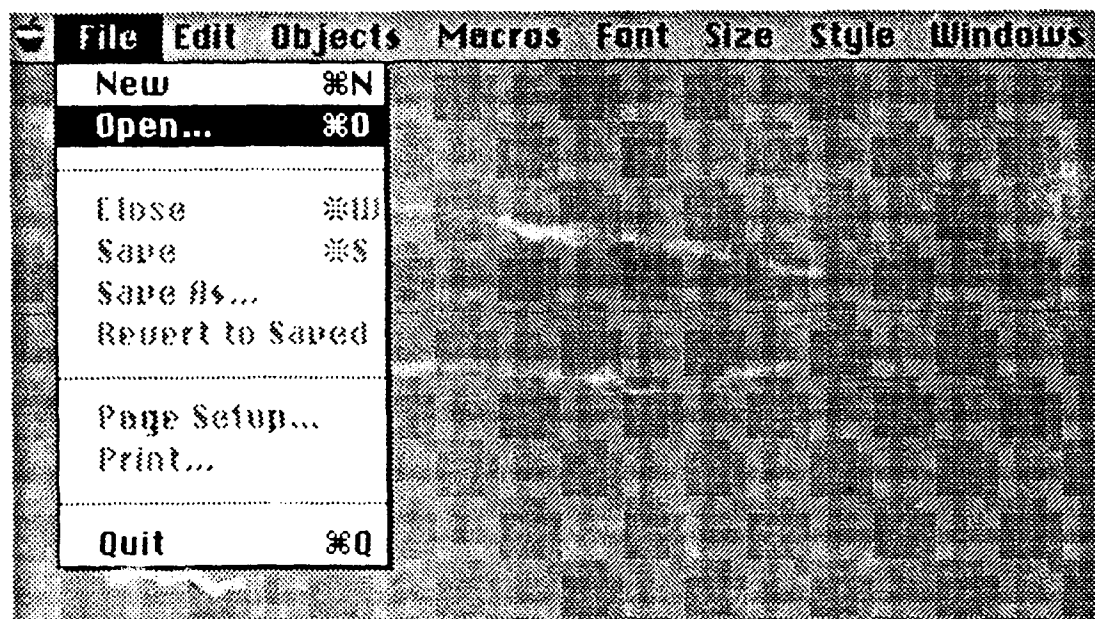 File Edit Objects Macros Font Size Style Windows
New ⌘N
Open... ⌘O
Close ⌘W
Save ⌘S
Save As...
Revert to Saved
Page Setup...
Print...
Quit ⌘Q